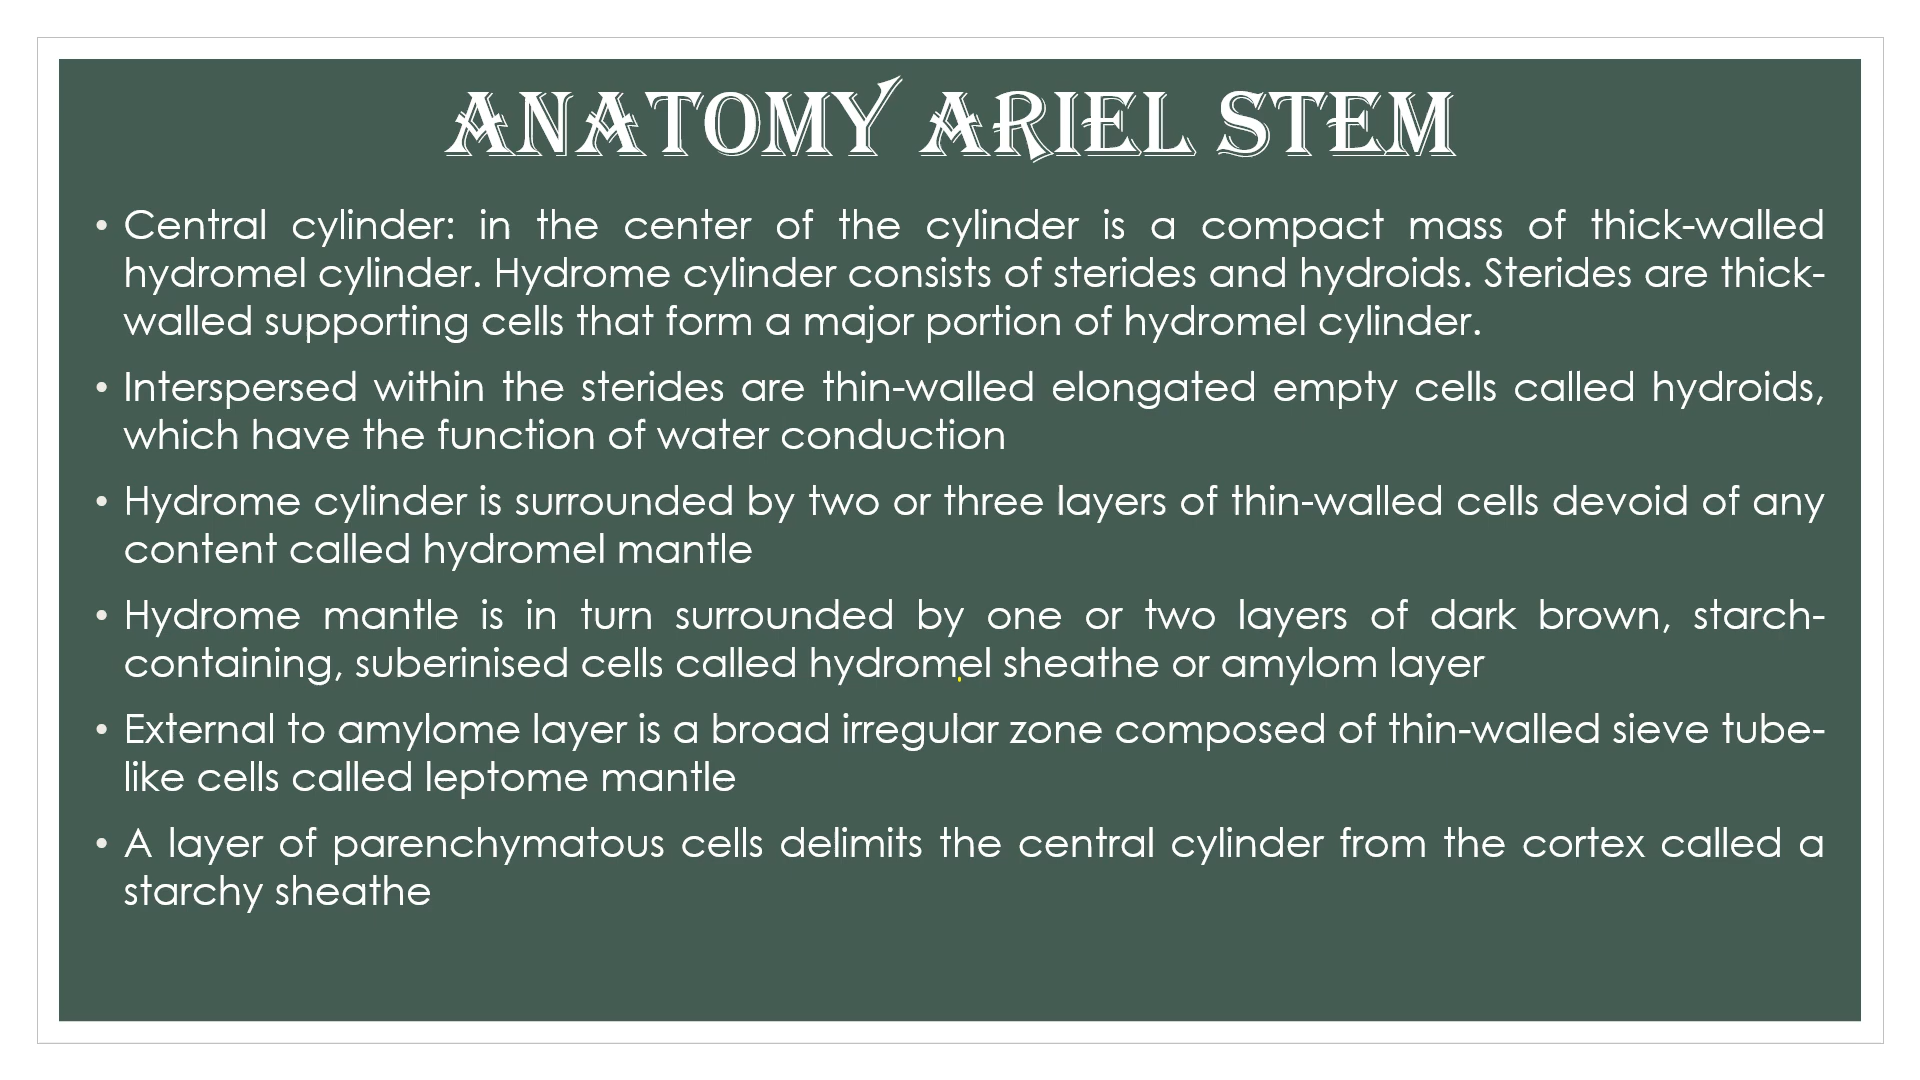 ANATOMY ARIEL STEM
• Central cylinder: in the center of the cylinder is a compact mass of thick-walled
hydromel cylinder. Hydrome cylinder consists of sterides and hydroids. Sterides are thick-
walled supporting cells that form a major portion of hydromel cylinder.
• Interspersed within the sterides are thin-walled elongated empty cells called hydroids,
which have the function of water conduction
• Hydrome cylinder is surrounded by two or three layers of thin-walled cells devoid of any
content called hydromel mantle
• Hydrome mantle is in turn surrounded by one or two layers of dark brown, starch-
containing, suberinised cells called hydromel sheathe or amylom layer
• External to amylome layer is a broad irregular zone composed of thin-walled sieve tube-
like cells called leptome mantle
• A layer of parenchymatous cells delimits the central cylinder from the cortex called a
starchy sheathe